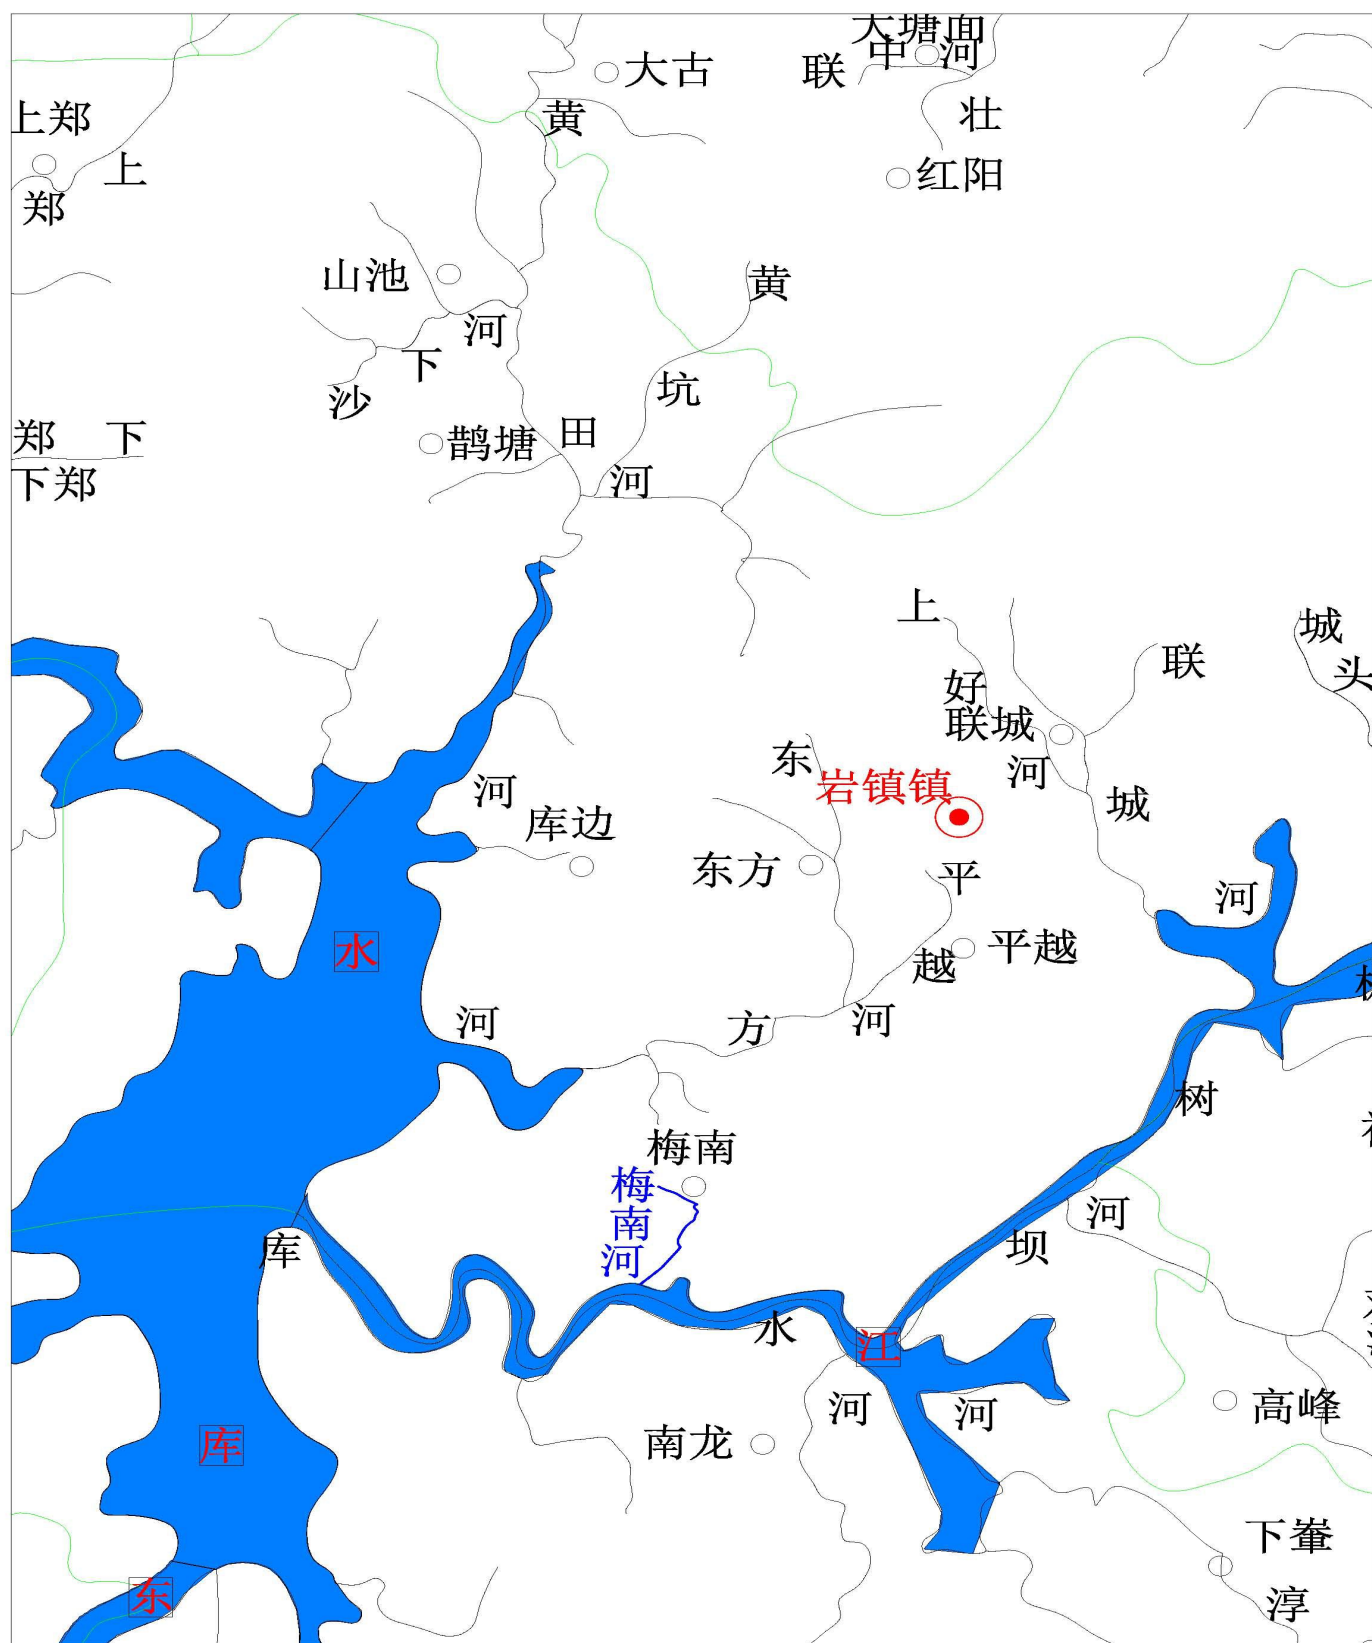 大塘面
联 中 河
大古
黄
上郑
壮
上
红阳
郑
山池
黄
河
下
坑
沙
郑 下
鹊塘
田
下郑
河
上
城
联
头
好
联城
东
河
岩镇镇
河
城
库边
东方
平
河
水
平越
越
河
方
河
树
梅南
梅
南
河
河
坝
库
水
江
河
河
高峰
库
南龙
下輋
东
淳